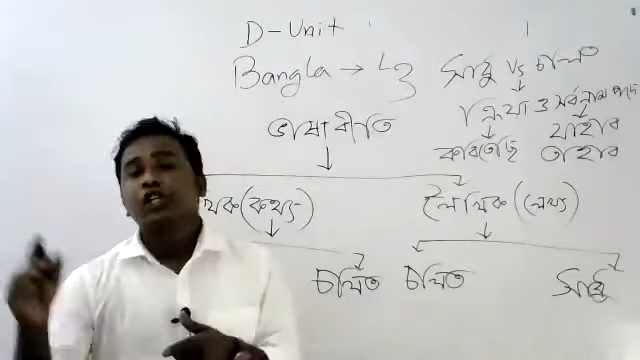 D-Unit
Bangla → L3
সাধু vs চলিত
ক্রিয়া ও সর্বনাম পদে
করিতেছি
যাহার
তাহার
ভাষারীতি
খিক (কথ্য)
লৈখিক (লেখ্য)
চলিত চলিত সাধু